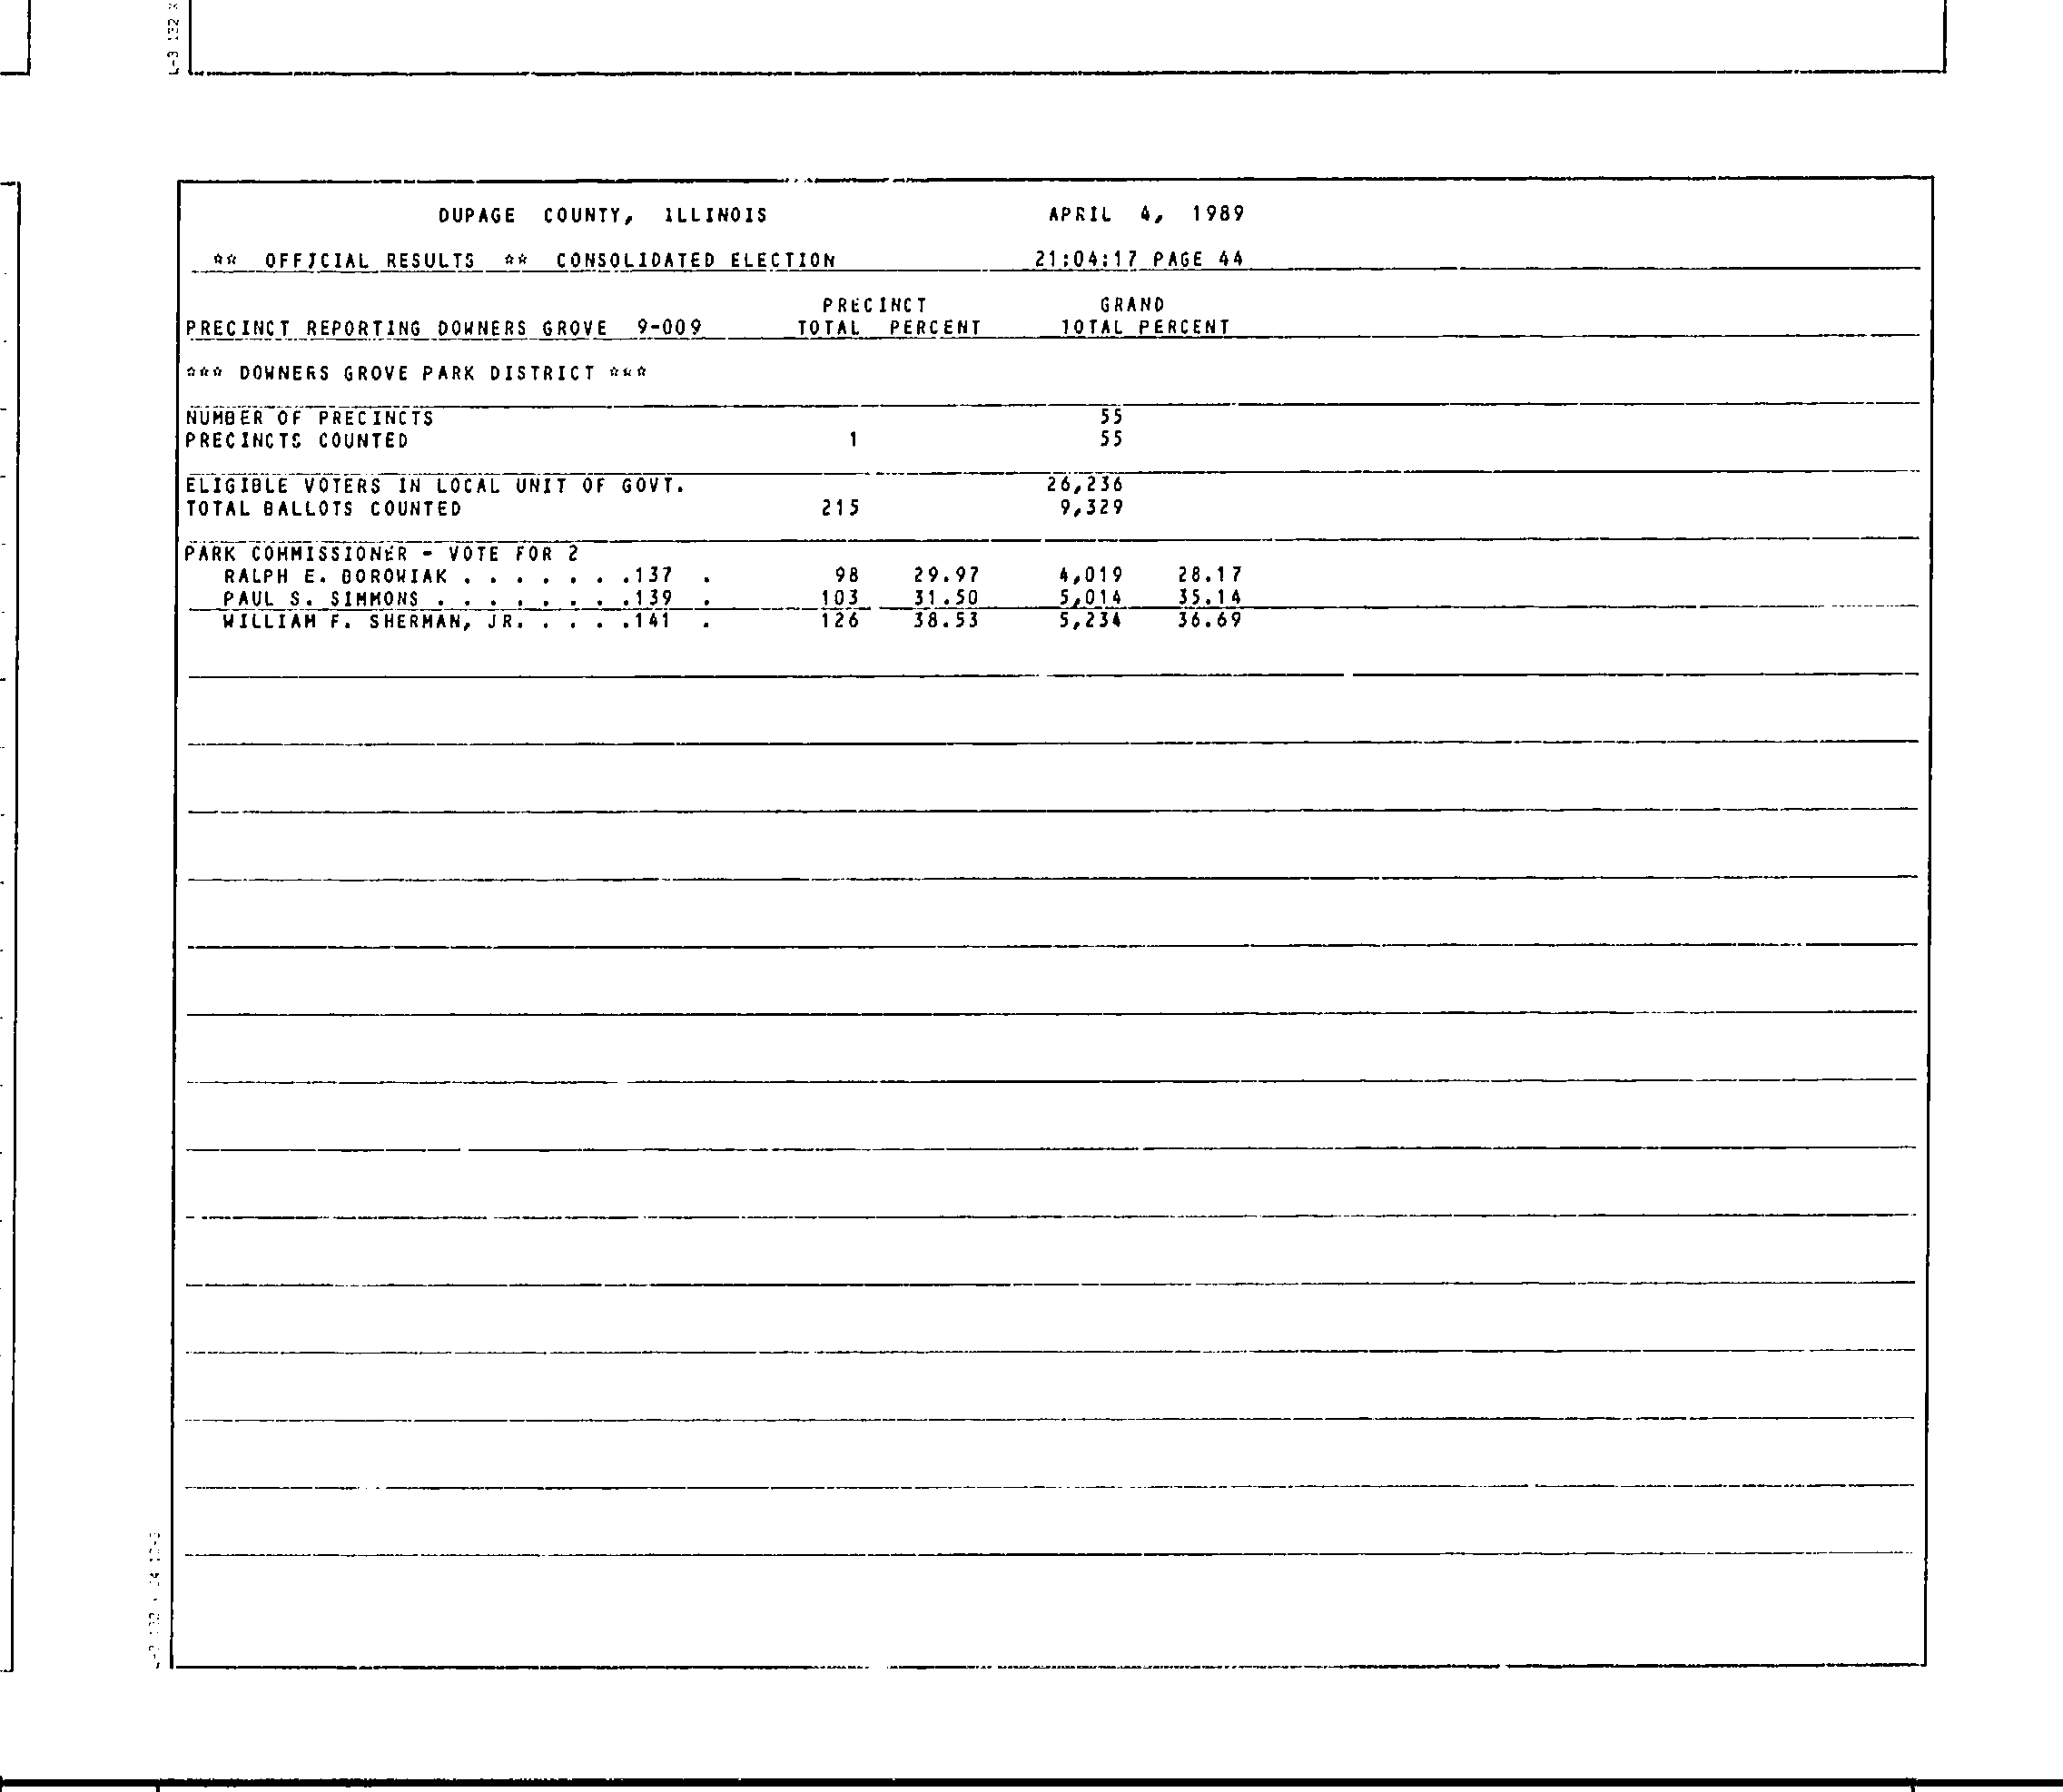 L-3 132 X
DUPAGE COUNTY, ILLINOIS APRIL 4, 1989
** OFFICIAL RESULTS ** CONSOLIDATED ELECTION 21:04:17 PAGE 44
PRECINCT GRAND
PRECINCT REPORTING DOWNERS GROVE 9-009 TOTAL PERCENT TOTAL PERCENT
*** DOWNERS GROVE PARK DISTRICT ***
NUMBER OF PRECINCTS 55
PRECINCTS COUNTED 1 55
ELIGIBLE VOTERS IN LOCAL UNIT OF GOVT. 26,236
TOTAL BALLOTS COUNTED 215 9,329
PARK COMMISSIONER - VOTE FOR 2
RALPH E. BOROWIAK . . . . . . .137 . 98 29.97 4,019 28.17
PAUL S. SIMMONS . . . . . . . .139 . 103 31.50 5,014 35.14
WILLIAM F. SHERMAN, JR. . . . .141 . 126 38.53 5,234 36.69